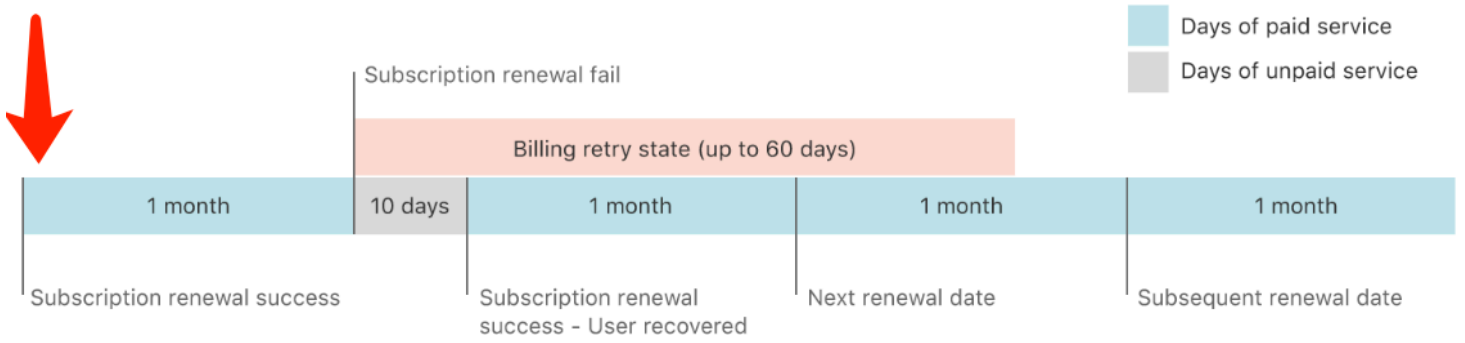 Days of paid service
Days of unpaid service
Subscription renewal fail
Billing retry state (up to 60 days)
1 month
10 days
1 month
1 month
1 month
Subscription renewal success
Subscription renewal
success - User recovered
Next renewal date
Subsequent renewal date